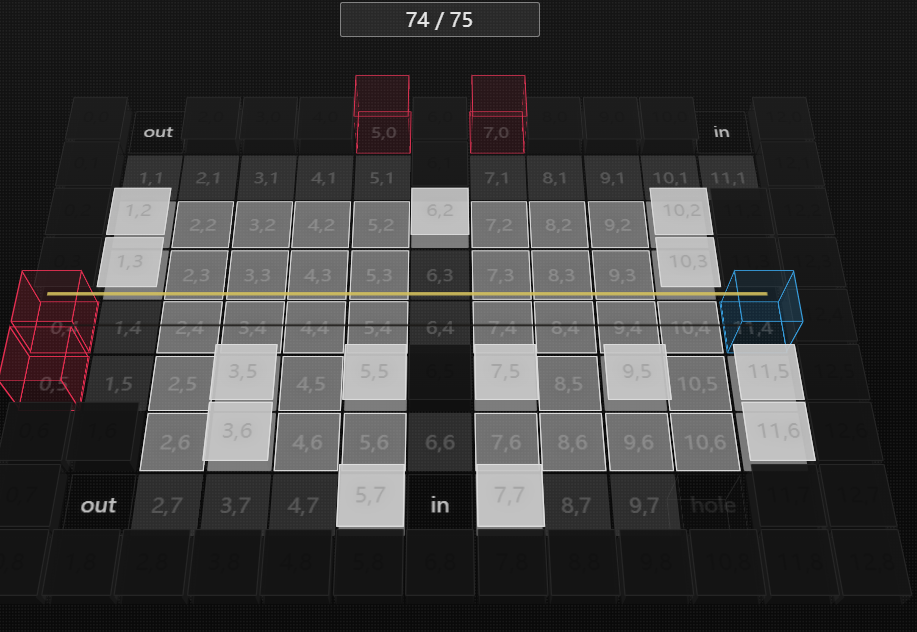 74 / 75
out 5,0 7,0 in
1,1 2,1 3,1 4,1 5,1 7,1 8,1 9,1 10,1 11,1
1,2 2,2 3,2 4,2 5,2 6,2 7,2 8,2 9,2 10,2
1,3 2,3 3,3 4,3 5,3 6,3 7,3 8,3 9,3 10,3
0,4 1,4 2,4 3,4 4,4 5,4 6,4 7,4 8,4 9,4 10,4 11,4
0,5 1,5 2,5 3,5 4,5 5,5 7,5 8,5 9,5 10,5 11,5
2,6 3,6 4,6 5,6 6,6 7,6 8,6 9,6 10,6 11,6
out 2,7 3,7 4,7 5,7 in 7,7 8,7 9,7 hole